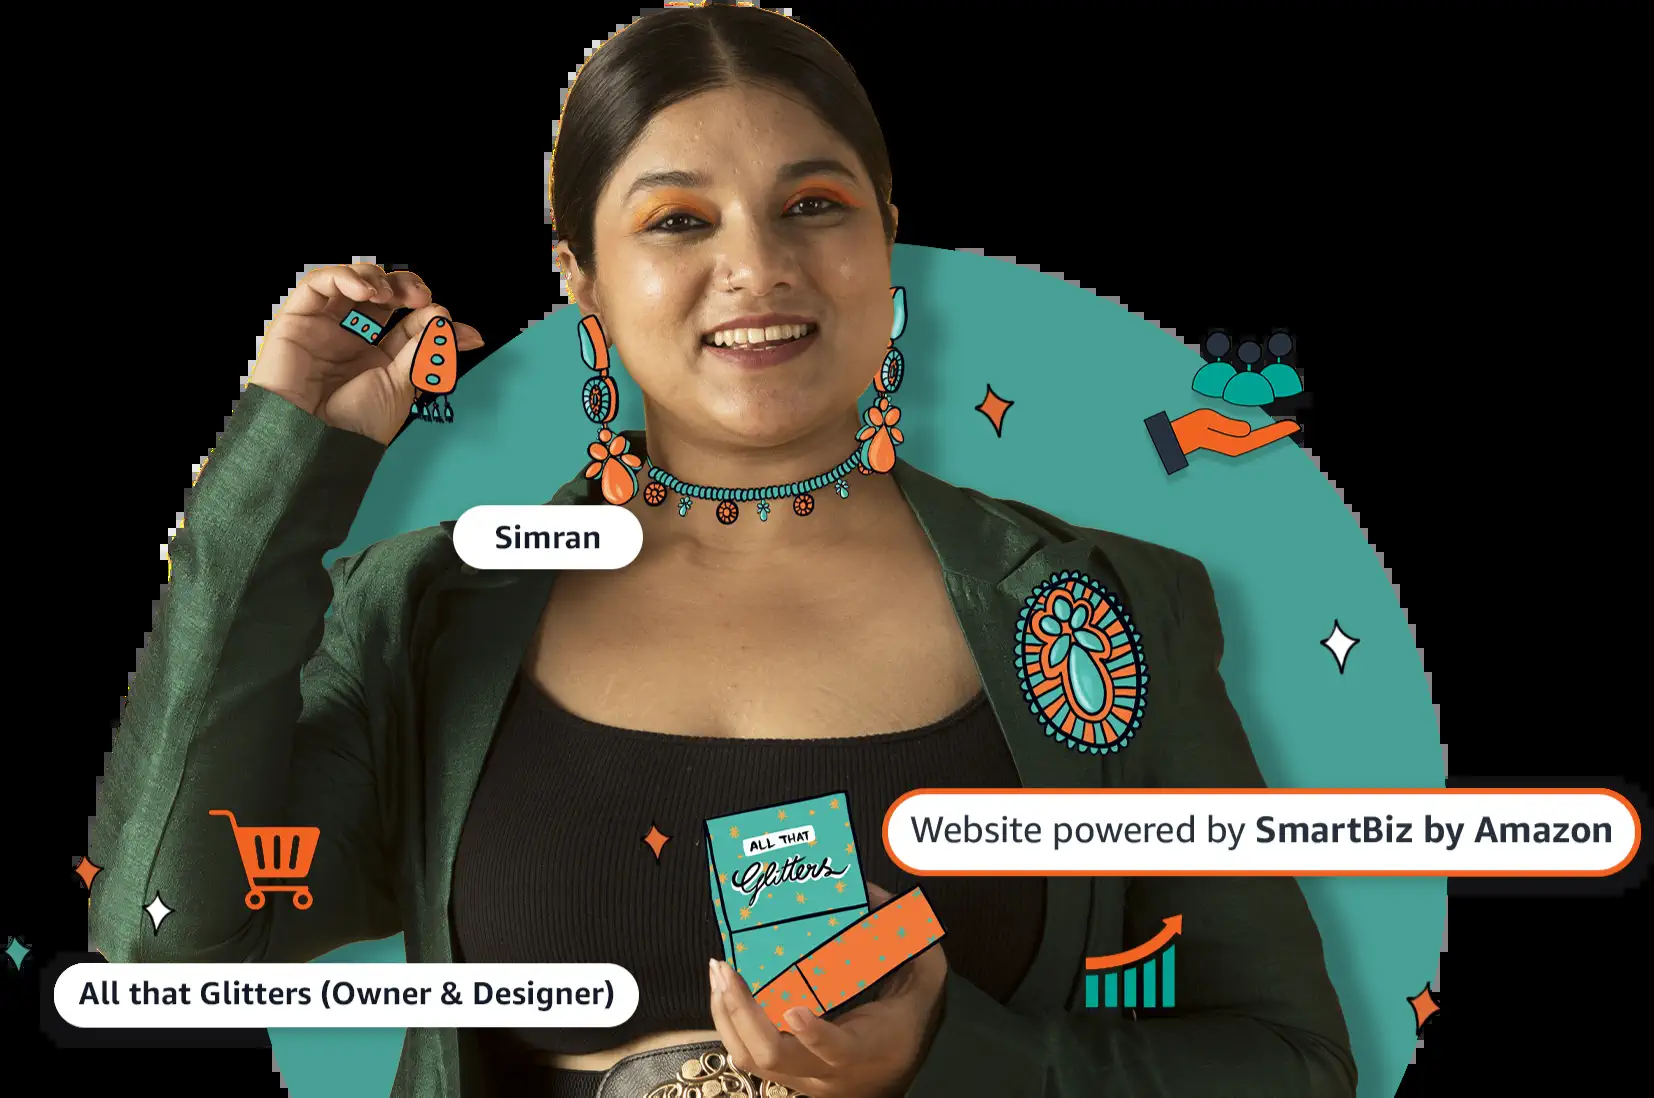 Simran
ALL THAT
Glitters
Website powered by SmartBiz by Amazon
All that Glitters (Owner & Designer)